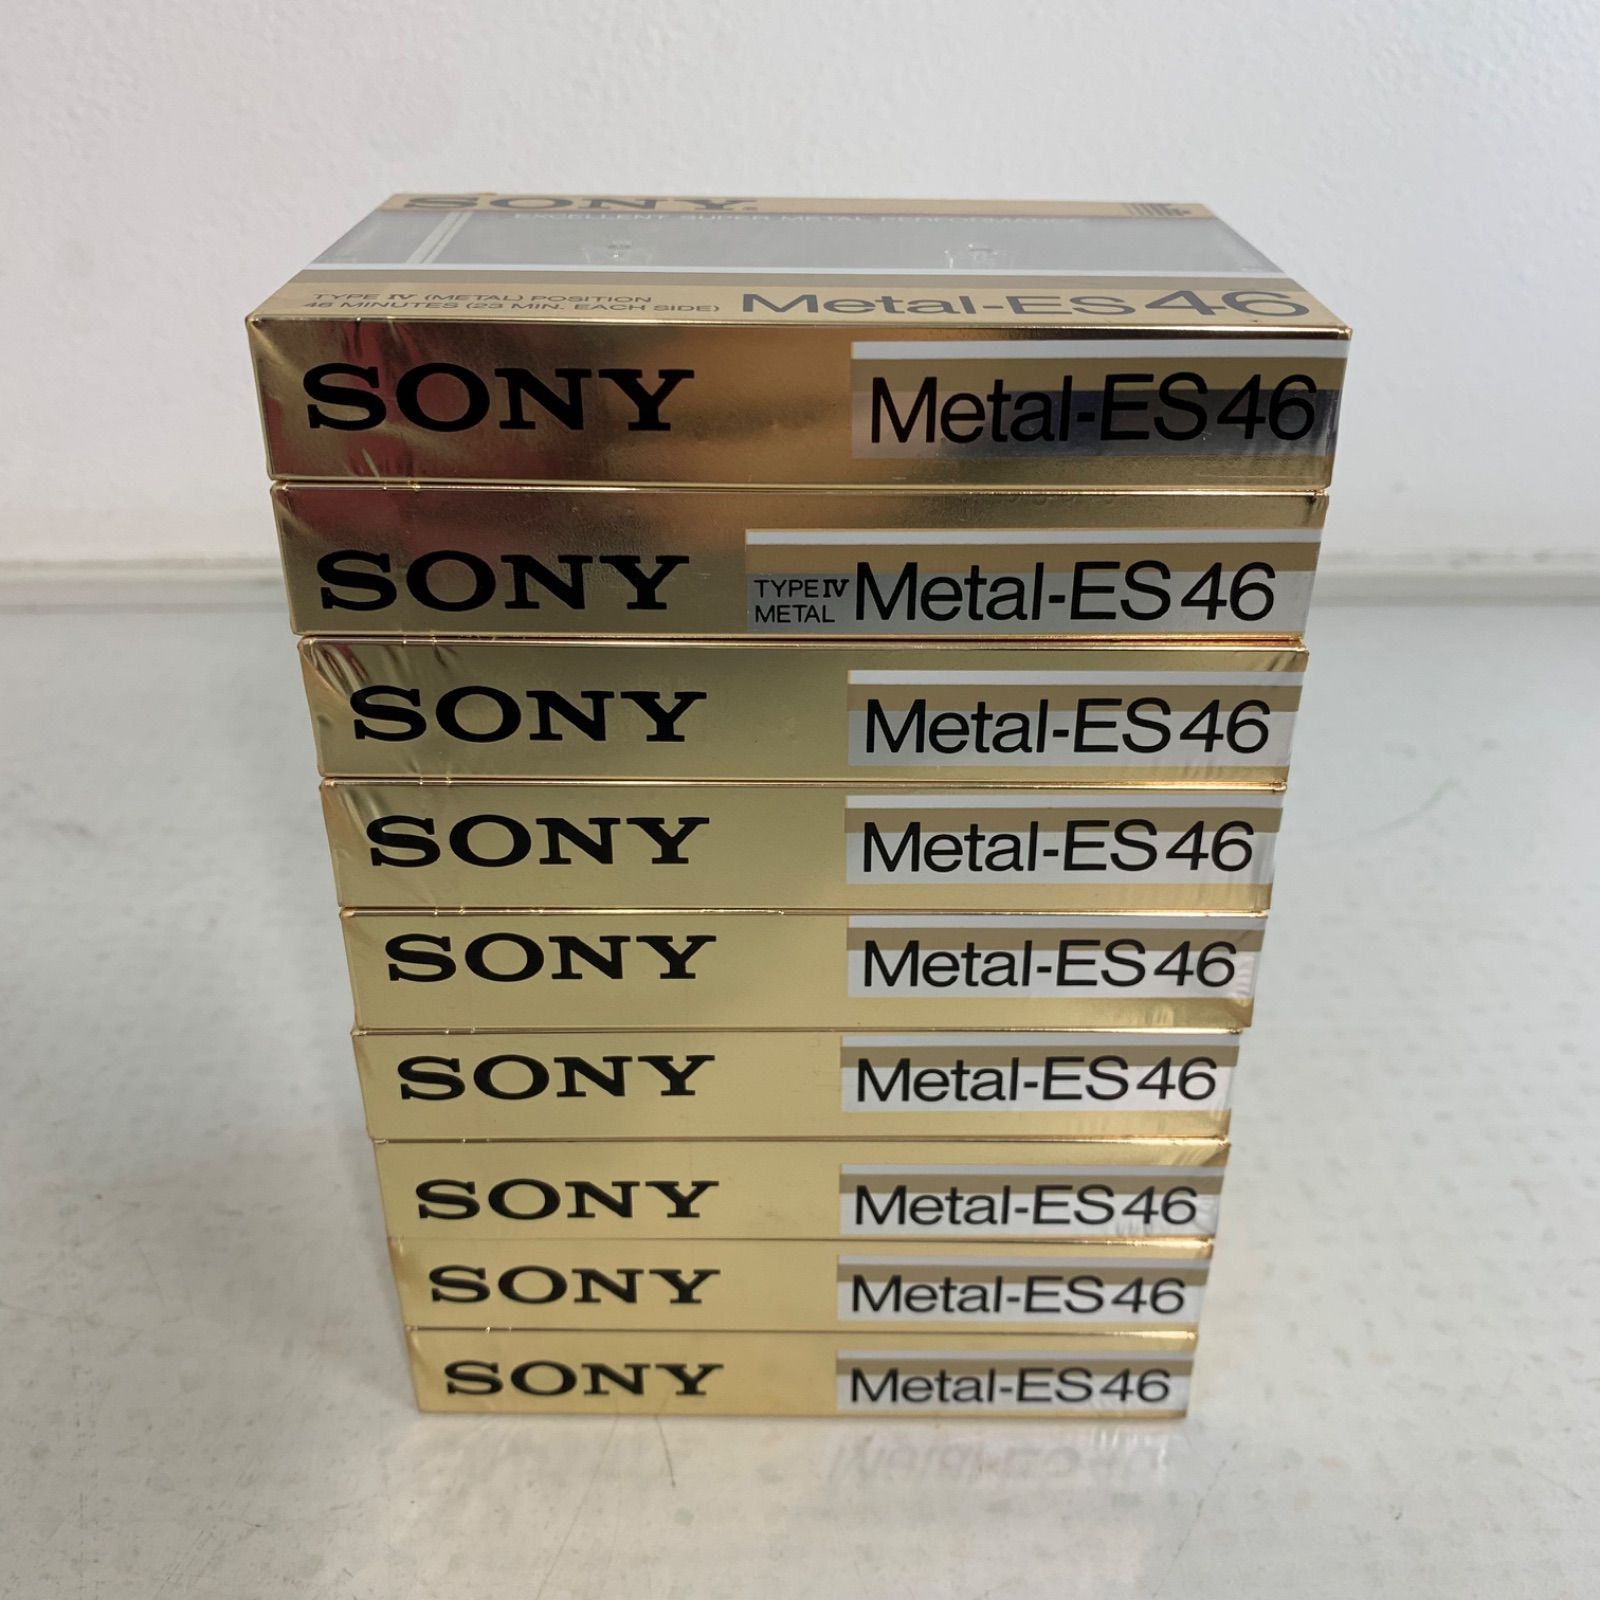 SONY
EXCELLENT SUPER METAL PERFORMANCE
TYPE IV (METAL) POSITION
46 MINUTES (23 MIN. EACH SIDE)
Metal-ES46
SONY Metal-ES46
SONY TYPE IV METAL Metal-ES46
SONY Metal-ES46
SONY Metal-ES46
SONY Metal-ES46
SONY Metal-ES46
SONY Metal-ES46
SONY Metal-ES46
SONY Metal-ES46